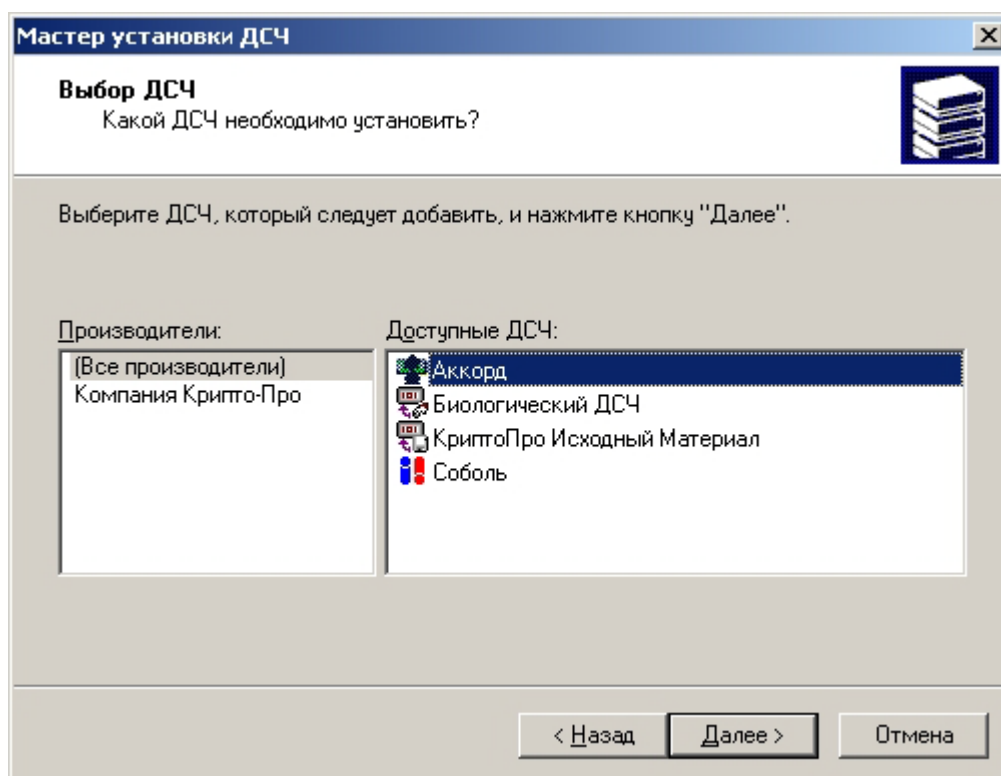 Мастер установки ДСЧ
Выбор ДСЧ
Какой ДСЧ необходимо установить?
Выберите ДСЧ, который следует добавить, и нажмите кнопку "Далее".
Производители:
(Все производители)
Компания Крипто-Про
Доступные ДСЧ:
Аккорд
Биологический ДСЧ
КриптоПро Исходный Материал
Соболь
< Назад
Далее >
Отмена